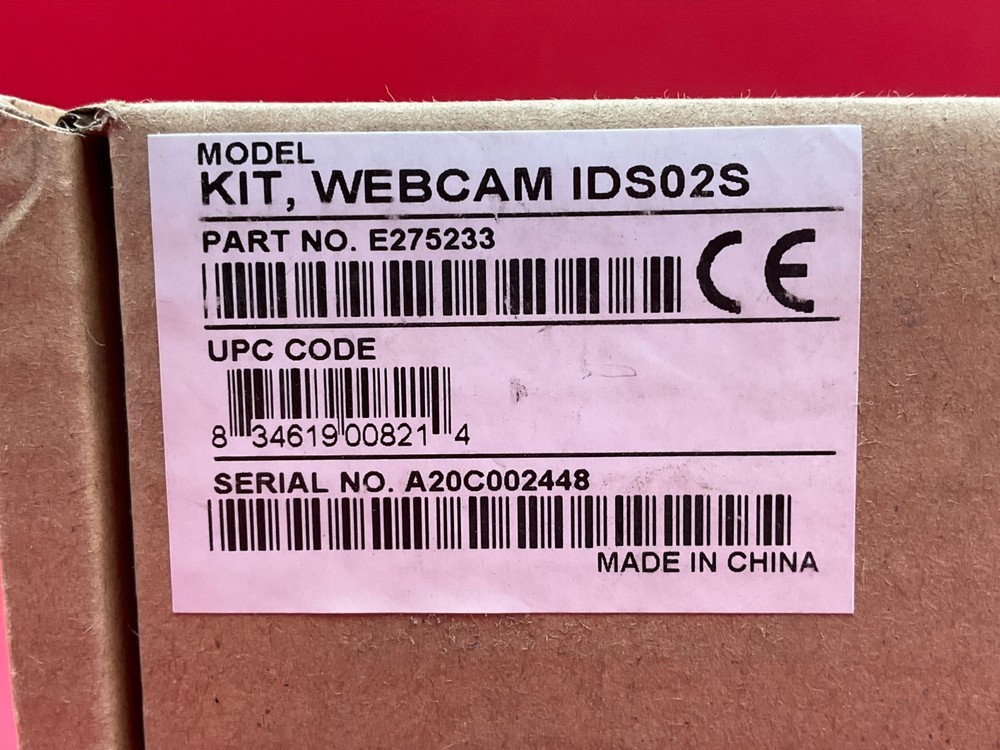 MODEL
KIT, WEBCAM IDS02S
PART NO. E275233
CE
UPC CODE
8 34619 00821 4
SERIAL NO. A20C002448
MADE IN CHINA